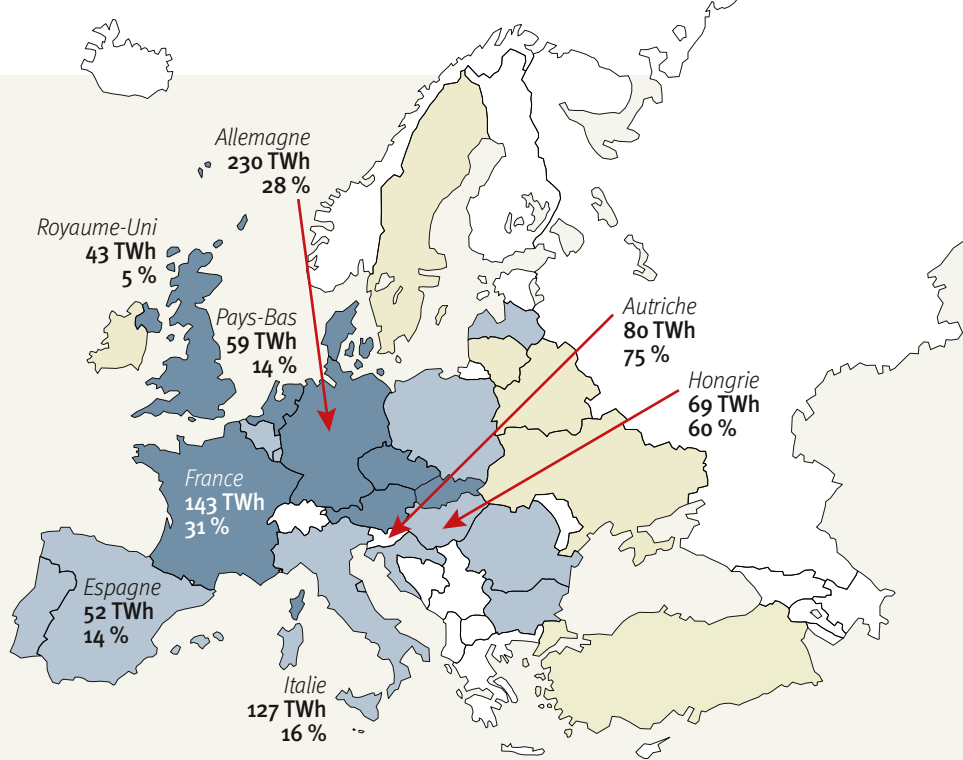 Allemagne
230 TWh
28 %
Royaume-Uni
43 TWh
5 %
Pays-Bas
59 TWh
14 %
Autriche
80 TWh
75 %
Hongrie
69 TWh
60 %
France
143 TWh
31 %
Espagne
52 TWh
14 %
Italie
127 TWh
16 %